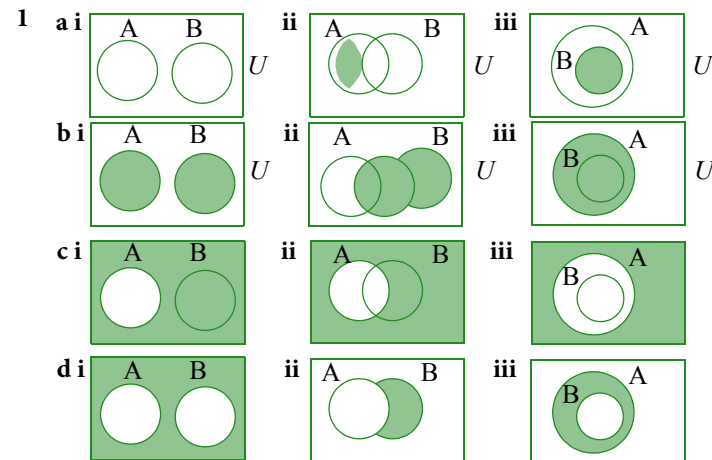 1 a i A B U ii A B U iii A B U
b i A B U ii A B U iii A B U
c i A B ii A B iii A B
d i A B ii A B iii A B